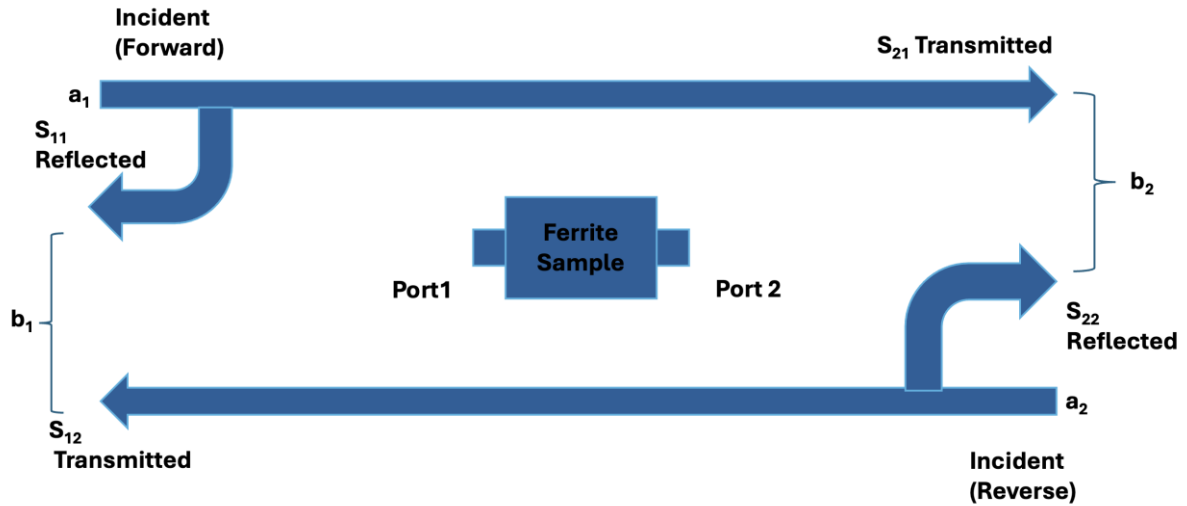 Incident
(Forward)
S₂₁ Transmitted
a₁
S₁₁
Reflected
b₂
Ferrite
Sample
Port1
Port 2
b₁
S₂₂
Reflected
a₂
S₁₂
Transmitted
Incident
(Reverse)